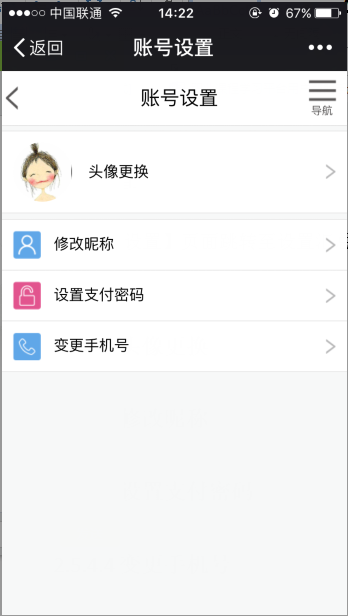 中国联通 14:22 67%
返回 账号设置
账号设置
导航
头像更换
修改昵称
设置支付密码
变更手机号